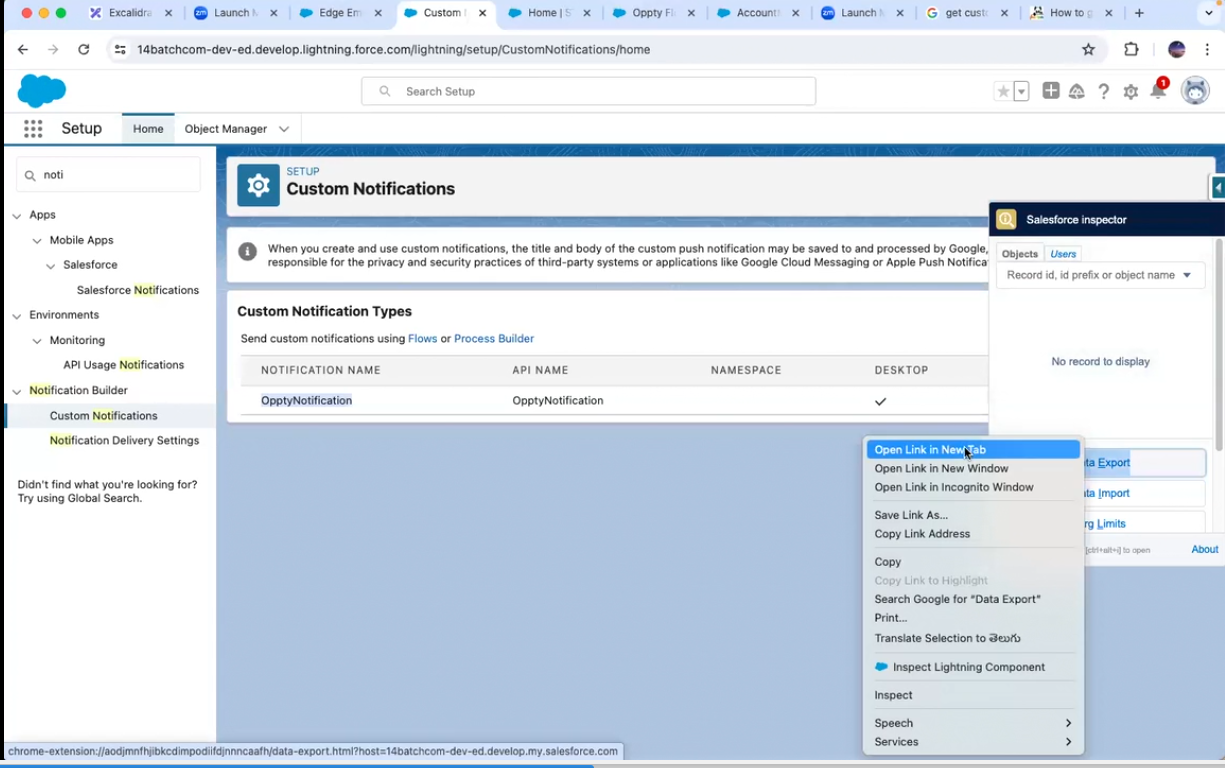 Excalidra
Launch M
Edge Em
Custom
Home | S
Oppty Fl
Account
Launch
get cust
How to g
14batchcom-dev-ed.develop.lightning.force.com/lightning/setup/CustomNotifications/home
Search Setup
1
Setup
Home
Object Manager
noti
SETUP
Custom Notifications
Apps
Mobile Apps
Salesforce
Salesforce Notifications
Environments
Monitoring
API Usage Notifications
Notification Builder
Custom Notifications
Notification Delivery Settings
Didn't find what you're looking for?
Try using Global Search.
When you create and use custom notifications, the title and body of the custom push notification may be saved to and processed by Google,
responsible for the privacy and security practices of third-party systems or applications like Google Cloud Messaging or Apple Push Notifica
Custom Notification Types
Send custom notifications using Flows or Process Builder
NOTIFICATION NAME API NAME NAMESPACE DESKTOP
OpptyNotification OpptyNotification
Salesforce inspector
Objects Users
Record id, id prefix or object name
No record to display
ta Export
ta Import
rg Limits
[ctrl+alt+i] to open
About
Open Link in New Tab
Open Link in New Window
Open Link in Incognito Window
Save Link As...
Copy Link Address
Copy
Copy Link to Highlight
Search Google for "Data Export"
Print...
Translate Selection to తెలుగు
Inspect Lightning Component
Inspect
Speech
Services
chrome-extension://aodjmnfhjibkcdimpodiifdjnnncaafh/data-export.html?host=14batchcom-dev-ed.develop.my.salesforce.com